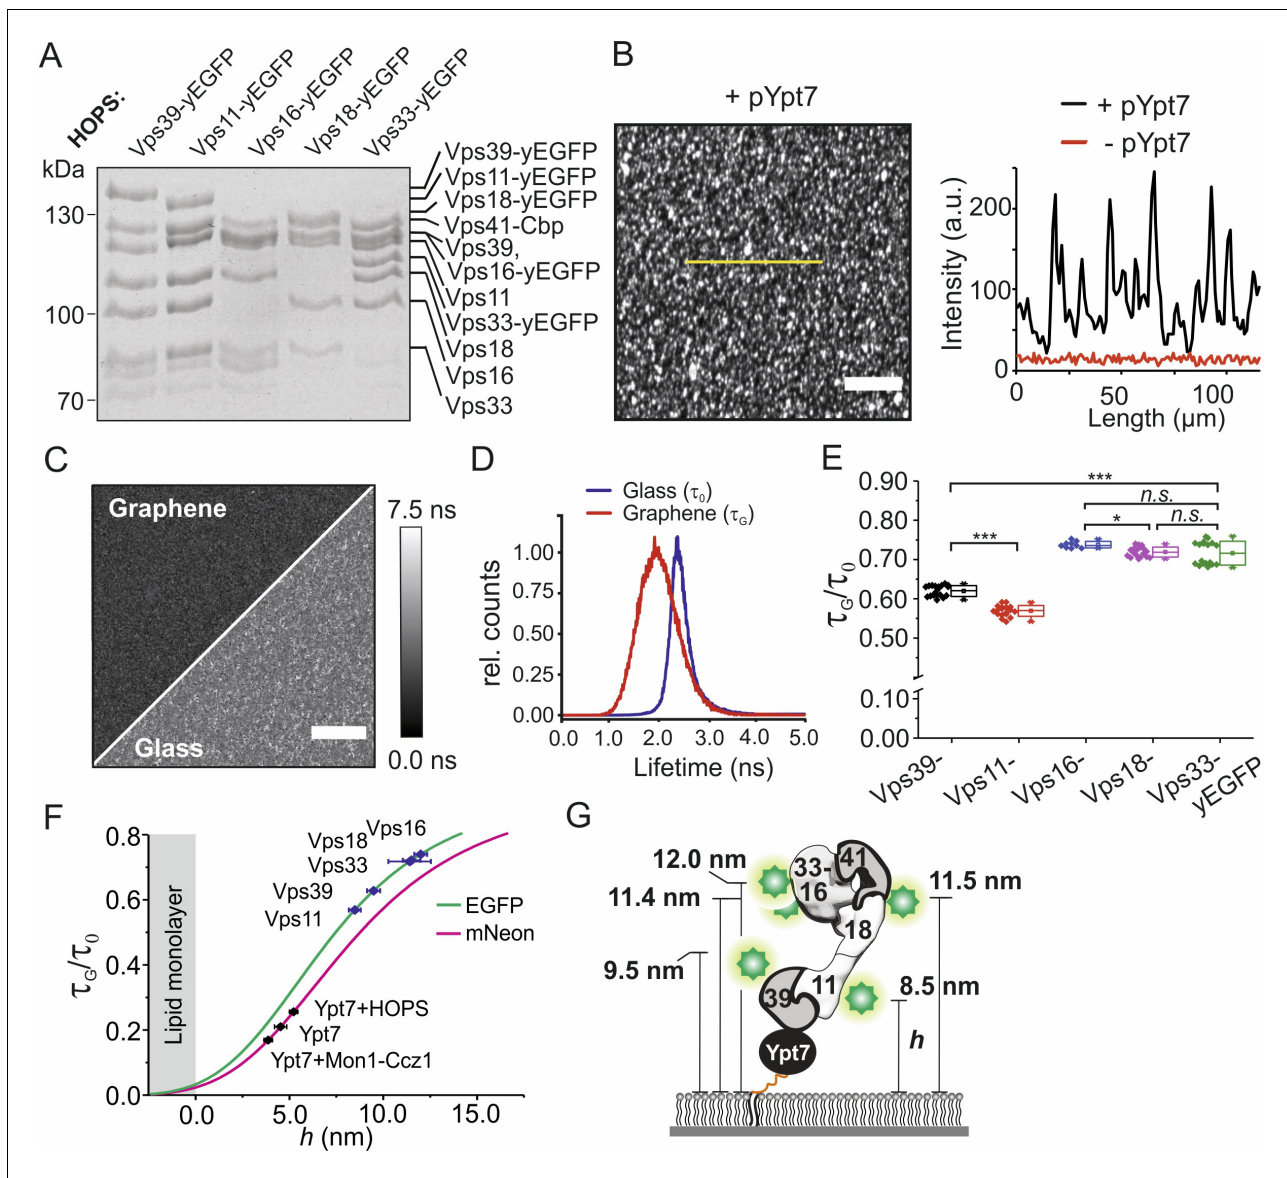 A
HOPS:
Vps39-yEGFP
Vps11-yEGFP
Vps16-yEGFP
Vps18-yEGFP
Vps33-yEGFP
kDa
130
100
70
Vps39-yEGFP
Vps11-yEGFP
Vps18-yEGFP
Vps41-Cbp
Vps39,
Vps16-yEGFP
Vps11
Vps33-yEGFP
Vps18
Vps16
Vps33
B
+ pYpt7
+ pYpt7
- pYpt7
Intensity (a.u.)
200
100
0
0
50
100
Length (µm)
C
Graphene
Glass
7.5 ns
0.0 ns
D
Glass (τ0)
Graphene (τG)
rel. counts
1.00
0.75
0.50
0.25
0.00
0.0 1.0 2.0 3.0 4.0 5.0
Lifetime (ns)
E
τG/τ0
0.90
0.80
0.70
0.60
0.50
0.10
0.00
***
n.s.
* n.s.
***
Vps39-
Vps11-
Vps16-
Vps18-
Vps33-
yEGFP
F
τG/τ0
0.8
0.6
0.4
0.2
0.0
Lipid monolayer
Vps16
Vps18
Vps33
Vps39
Vps11
EGFP
mNeon
Ypt7+HOPS
Ypt7
Ypt7+Mon1-Ccz1
0.0 5.0 10.0 15.0
h (nm)
G
12.0 nm
11.4 nm
9.5 nm
11.5 nm
8.5 nm
h
33-
16
41
18
11
39
Ypt7